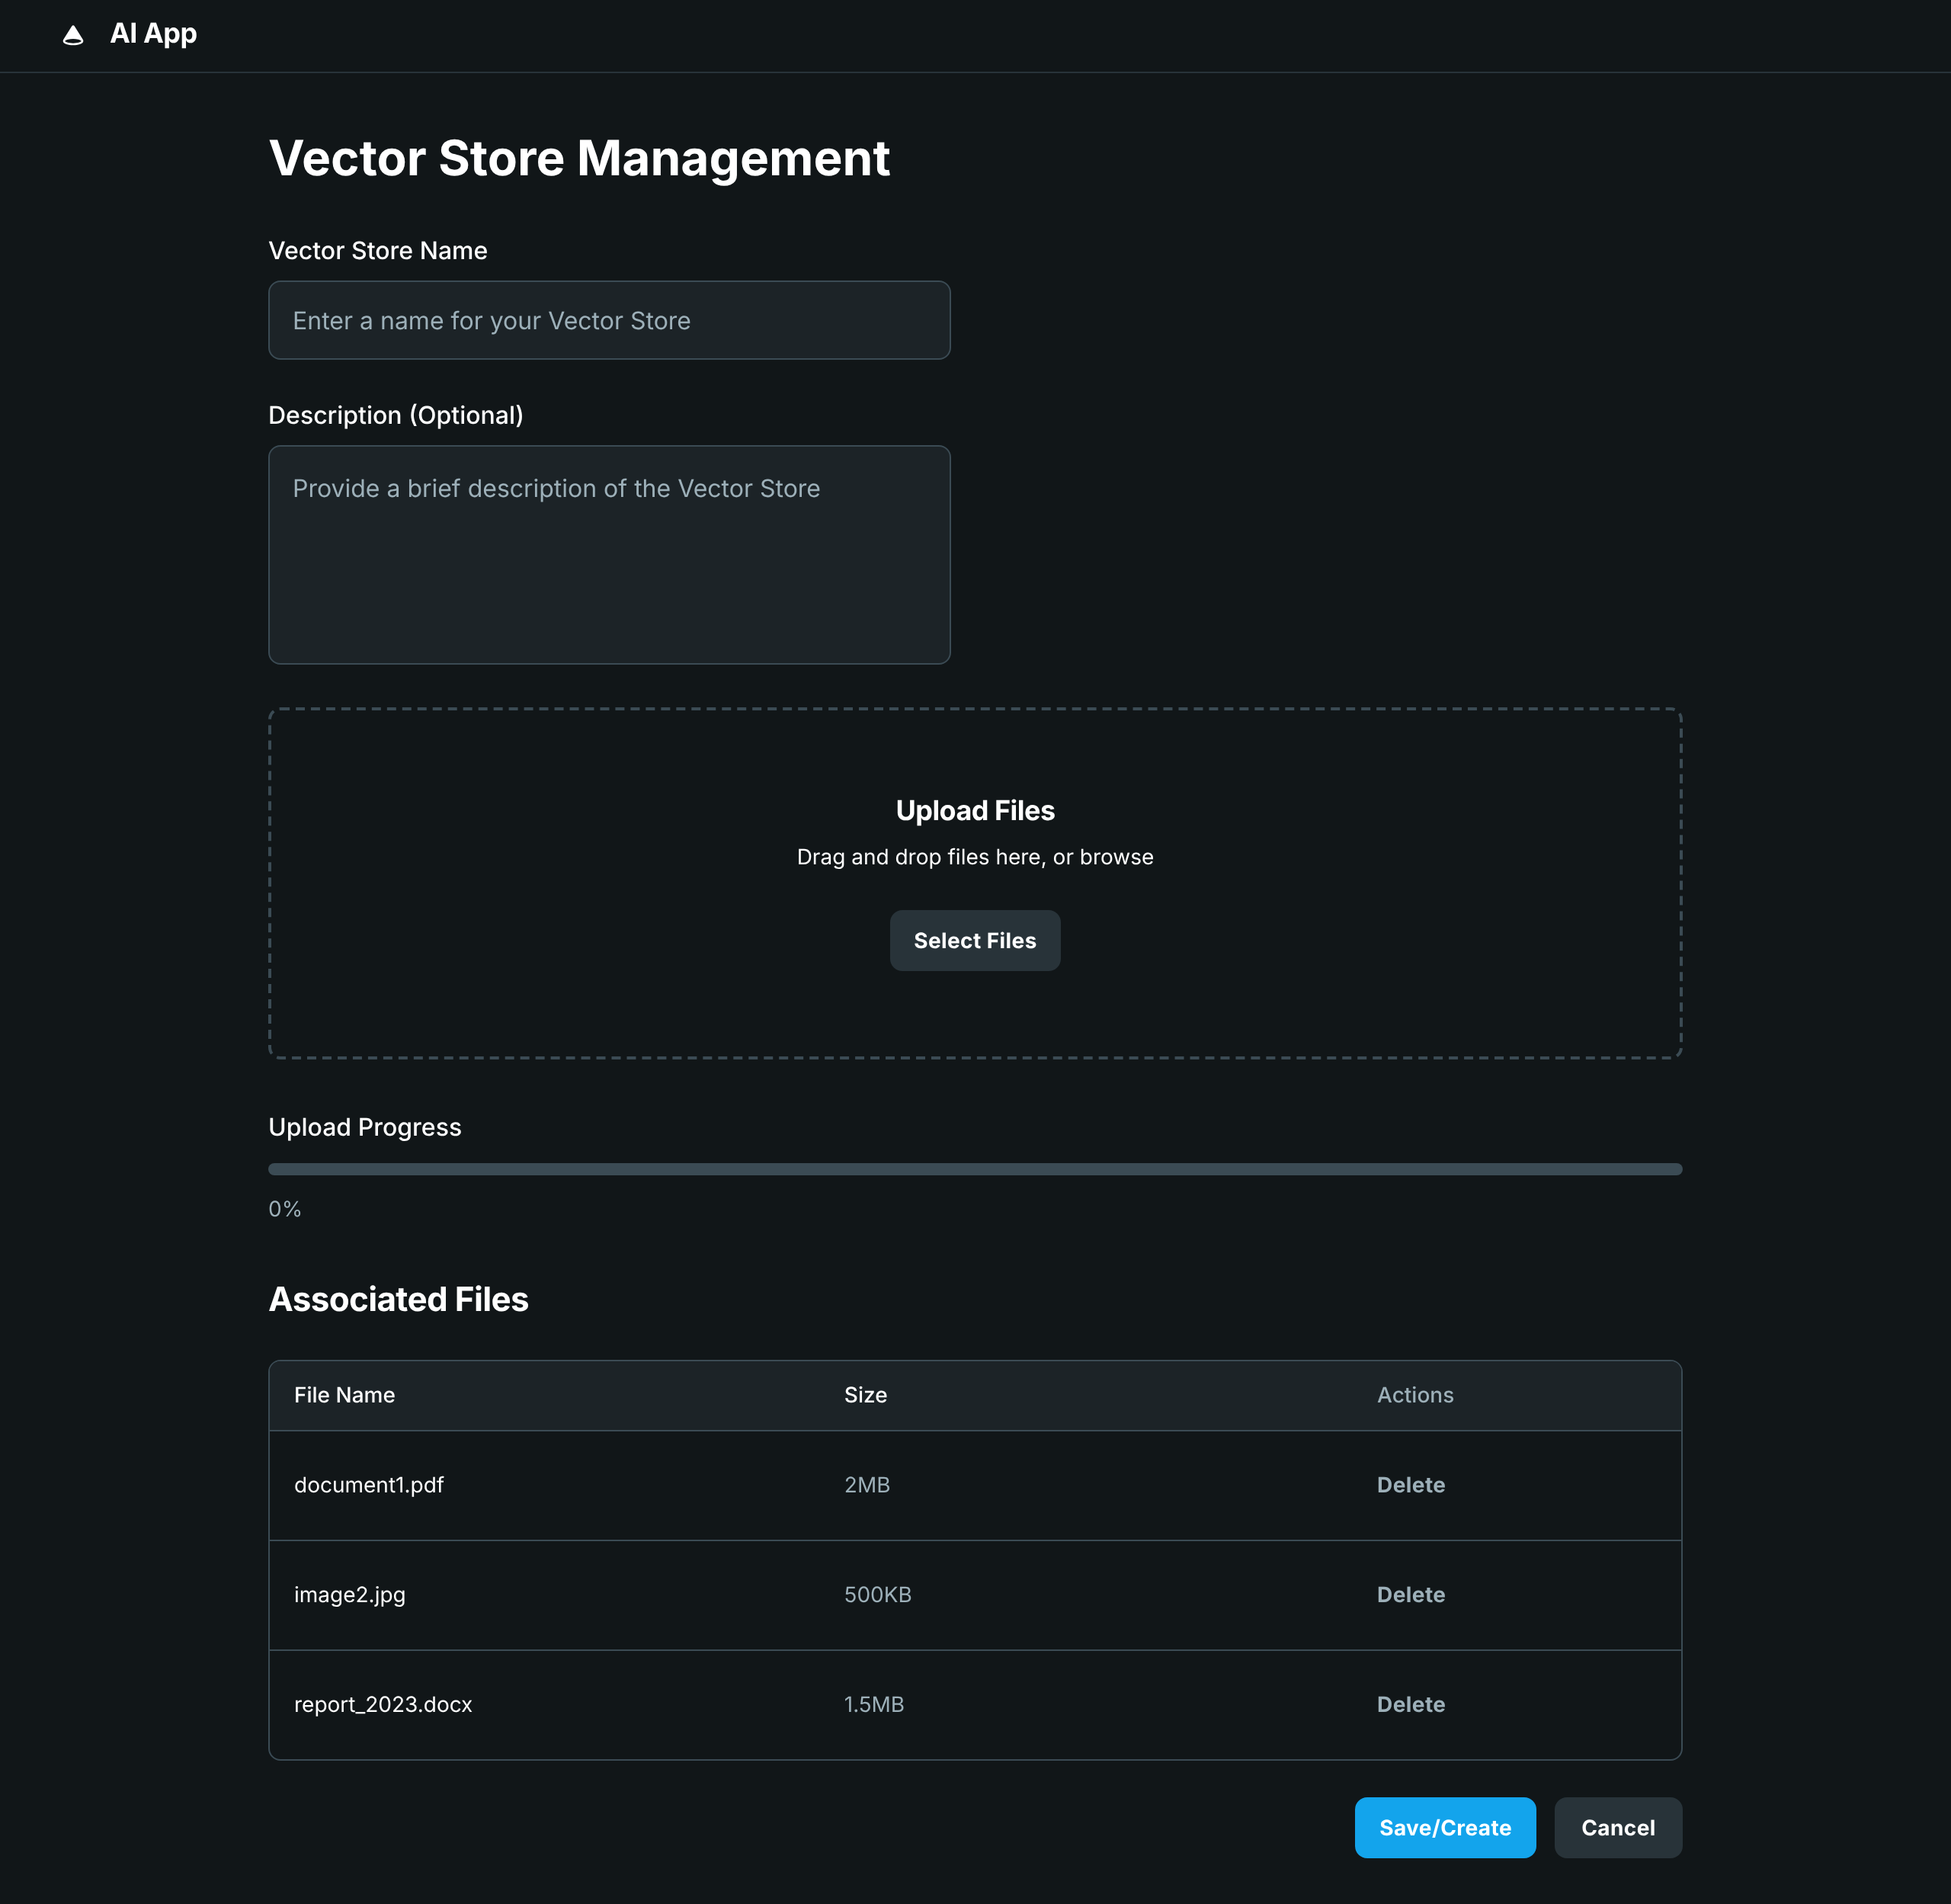 AI App
Vector Store Management
Vector Store Name
Enter a name for your Vector Store
Description (Optional)
Provide a brief description of the Vector Store
Upload Files
Drag and drop files here, or browse
Select Files
Upload Progress
0%
Associated Files
File Name Size Actions
document1.pdf 2MB Delete
image2.jpg 500KB Delete
report_2023.docx 1.5MB Delete
Save/Create Cancel